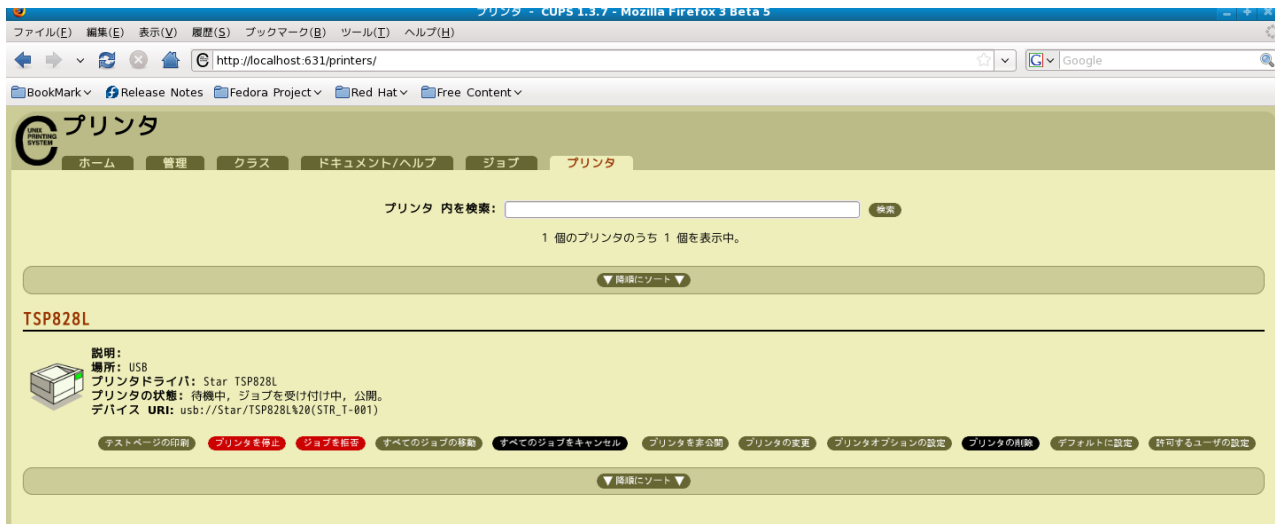 プリンタ - CUPS 1.3.7 - Mozilla Firefox 3 Beta 5
ファイル(F) 編集(E) 表示(V) 履歴(S) ブックマーク(B) ツール(T) ヘルプ(H)
http://localhost:631/printers/
G Google
BookMark Release Notes Fedora Project Red Hat Free Content
UNIX
PRINTING
SYSTEM
プリンタ
ホーム 管理 クラス ドキュメント/ヘルプ ジョブ プリンタ
プリンタ 内を検索: 検索
1 個のプリンタのうち 1 個を表示中。
▼ 降順にソート ▼
TSP828L
説明:
場所: USB
プリンタドライバ: Star TSP828L
プリンタの状態: 待機中, ジョブを受け付け中, 公開。
デバイス URI: usb://Star/TSP828L%20(STR_T-001)
テストページの印刷 プリンタを停止 ジョブを拒否 すべてのジョブの移動 すべてのジョブをキャンセル プリンタを非公開 プリンタの変更 プリンタオプションの設定 プリンタの削除 デフォルトに設定 許可するユーザの設定
▼ 降順にソート ▼